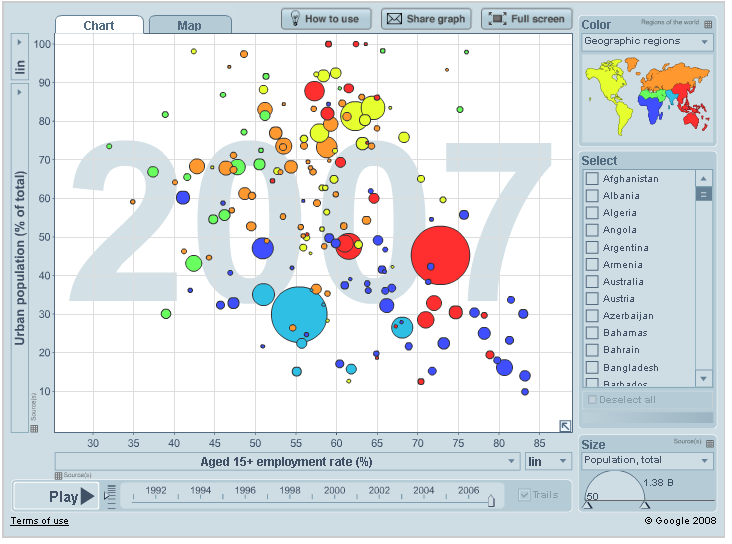 Chart
Map
How to use
Share graph
Full screen
Color
Regions of the world
Geographic regions
lin
Urban population (% of total)
Source(s)
100
90
80
70
60
50
40
30
20
10
2007
30
35
40
45
50
55
60
65
70
75
80
85
Select
Afghanistan
Albania
Algeria
Angola
Argentina
Armenia
Australia
Austria
Azerbaijan
Bahamas
Bahrain
Bangladesh
Barbados
Deselect all
Aged 15+ employment rate (%)
lin
Source(s)
Size
Source(s)
Population, total
1.38 B
50
Play
1992
1994
1996
1998
2000
2002
2004
2006
Trails
Terms of use
© Google 2008